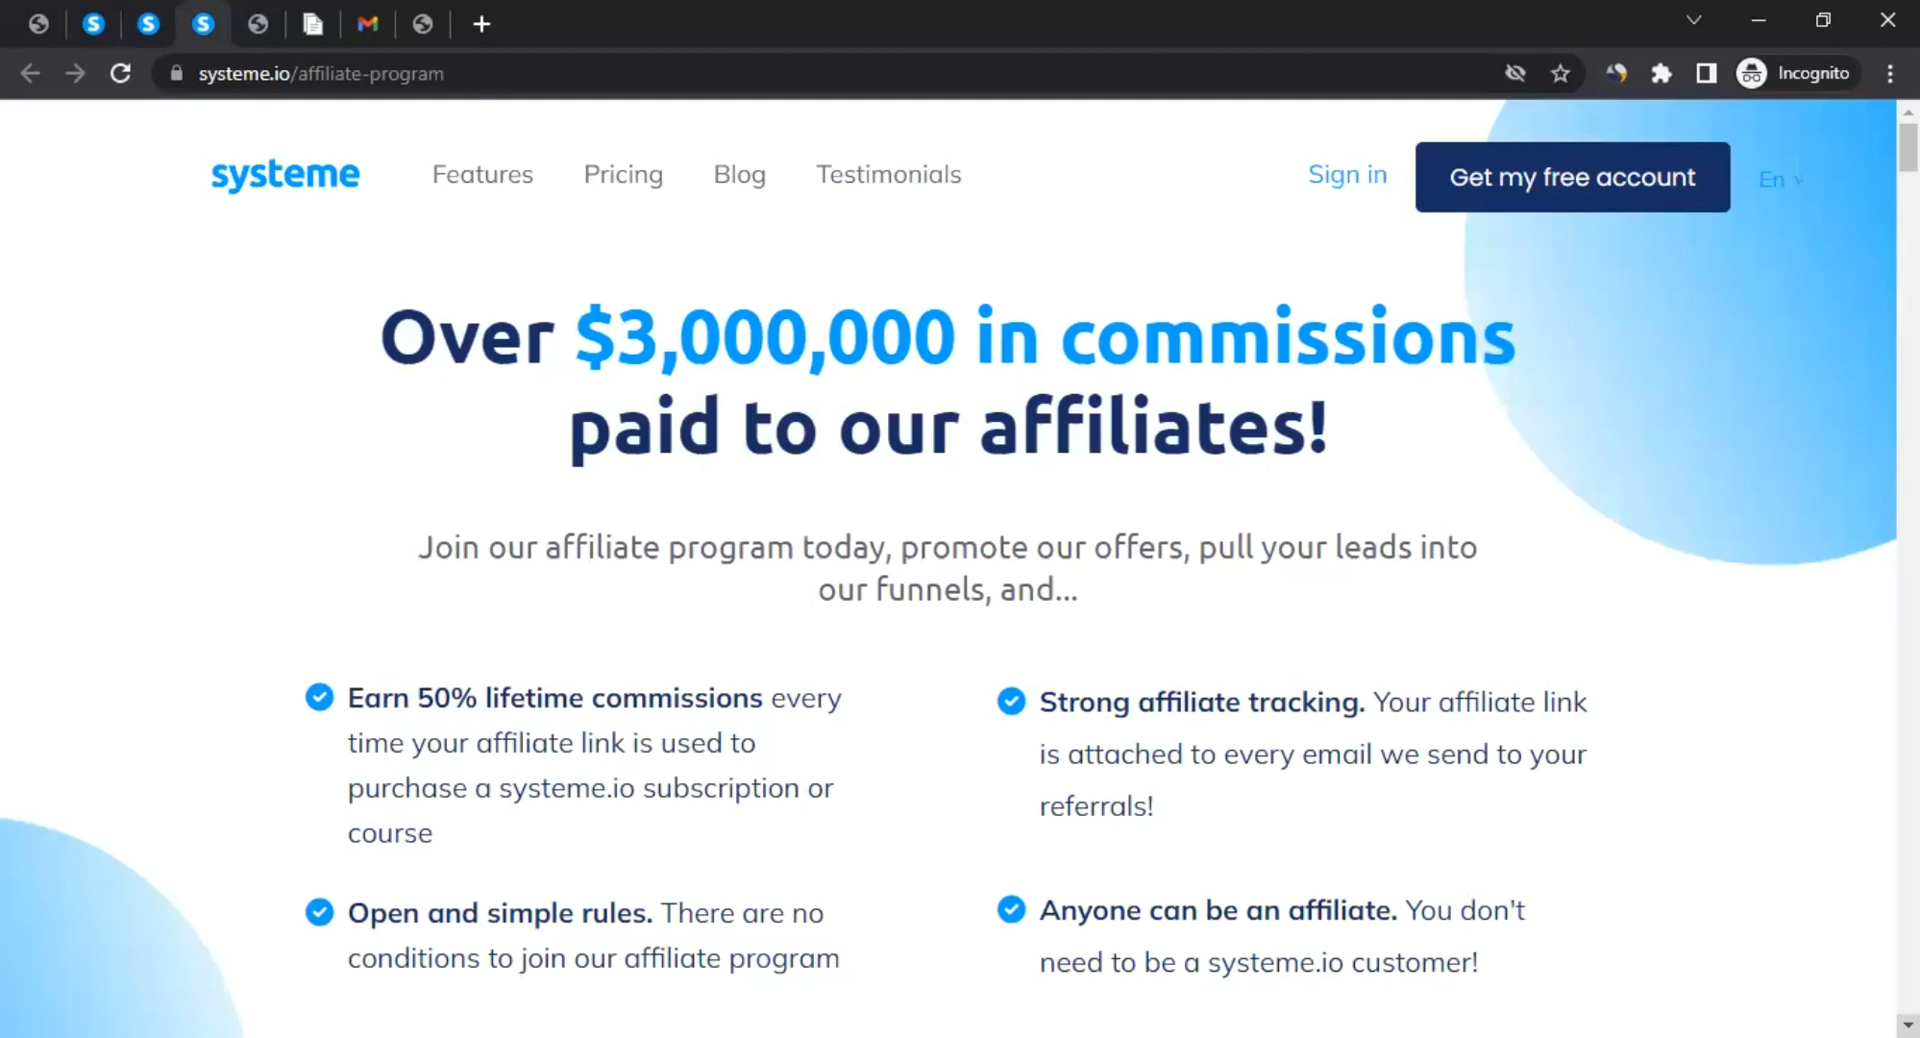 systeme.io/affiliate-program
Incognito
systeme
Features
Pricing
Blog
Testimonials
Sign in
Get my free account
En
Over $3,000,000 in commissions
paid to our affiliates!
Join our affiliate program today, promote our offers, pull your leads into
our funnels, and...
Earn 50% lifetime commissions every
time your affiliate link is used to
purchase a systeme.io subscription or
course
Strong affiliate tracking. Your affiliate link
is attached to every email we send to your
referrals!
Open and simple rules. There are no
conditions to join our affiliate program
Anyone can be an affiliate. You don't
need to be a systeme.io customer!